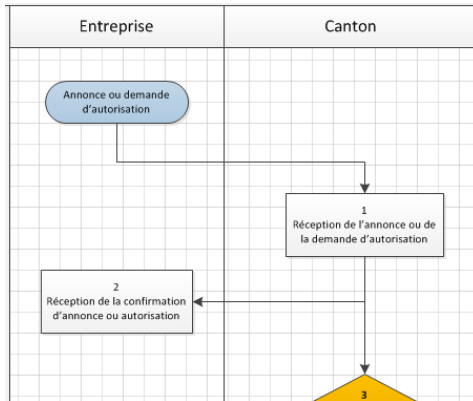 Entreprise
Canton
Annonce ou demande
d'autorisation
1
Réception de l'annonce ou de
la demande d'autorisation
2
Réception de la confirmation
d'annonce ou autorisation
3